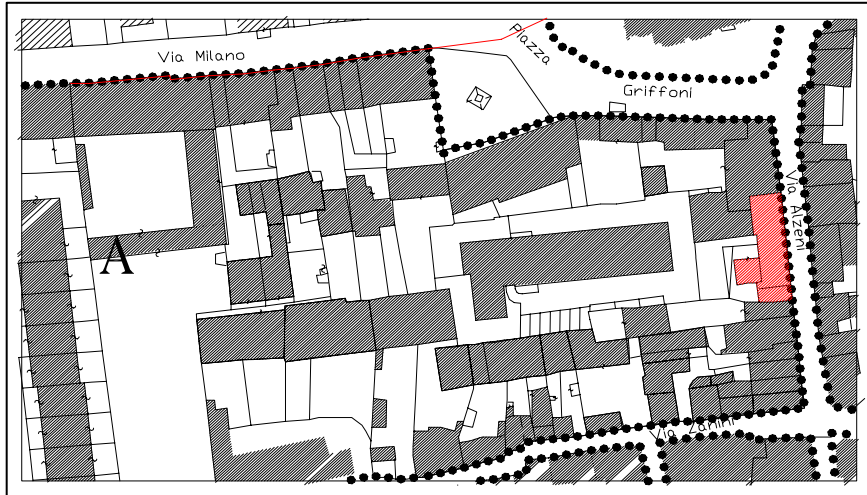 Via Milano
Piazza
Griffoni
Via Alzeni
A
Via Zanini